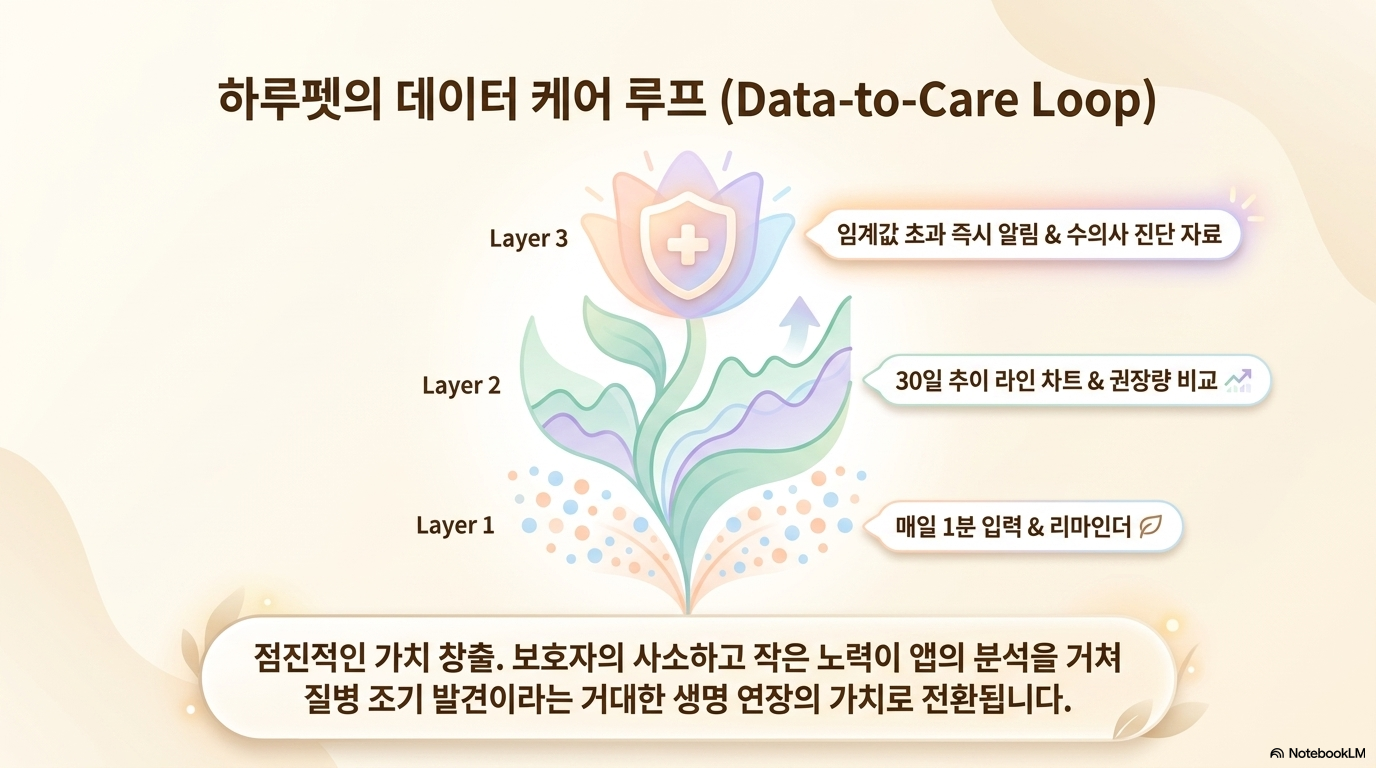 하루펫의 데이터 케어 루프 (Data-to-Care Loop)
Layer 3
임계값 초과 즉시 알림 & 수의사 진단 자료
Layer 2
30일 추이 라인 차트 & 권장량 비교
Layer 1
매일 1분 입력 & 리마인더
점진적인 가치 창출. 보호자의 사소하고 작은 노력이 앱의 분석을 거쳐
질병 조기 발견이라는 거대한 생명 연장의 가치로 전환됩니다.
NotebookLM